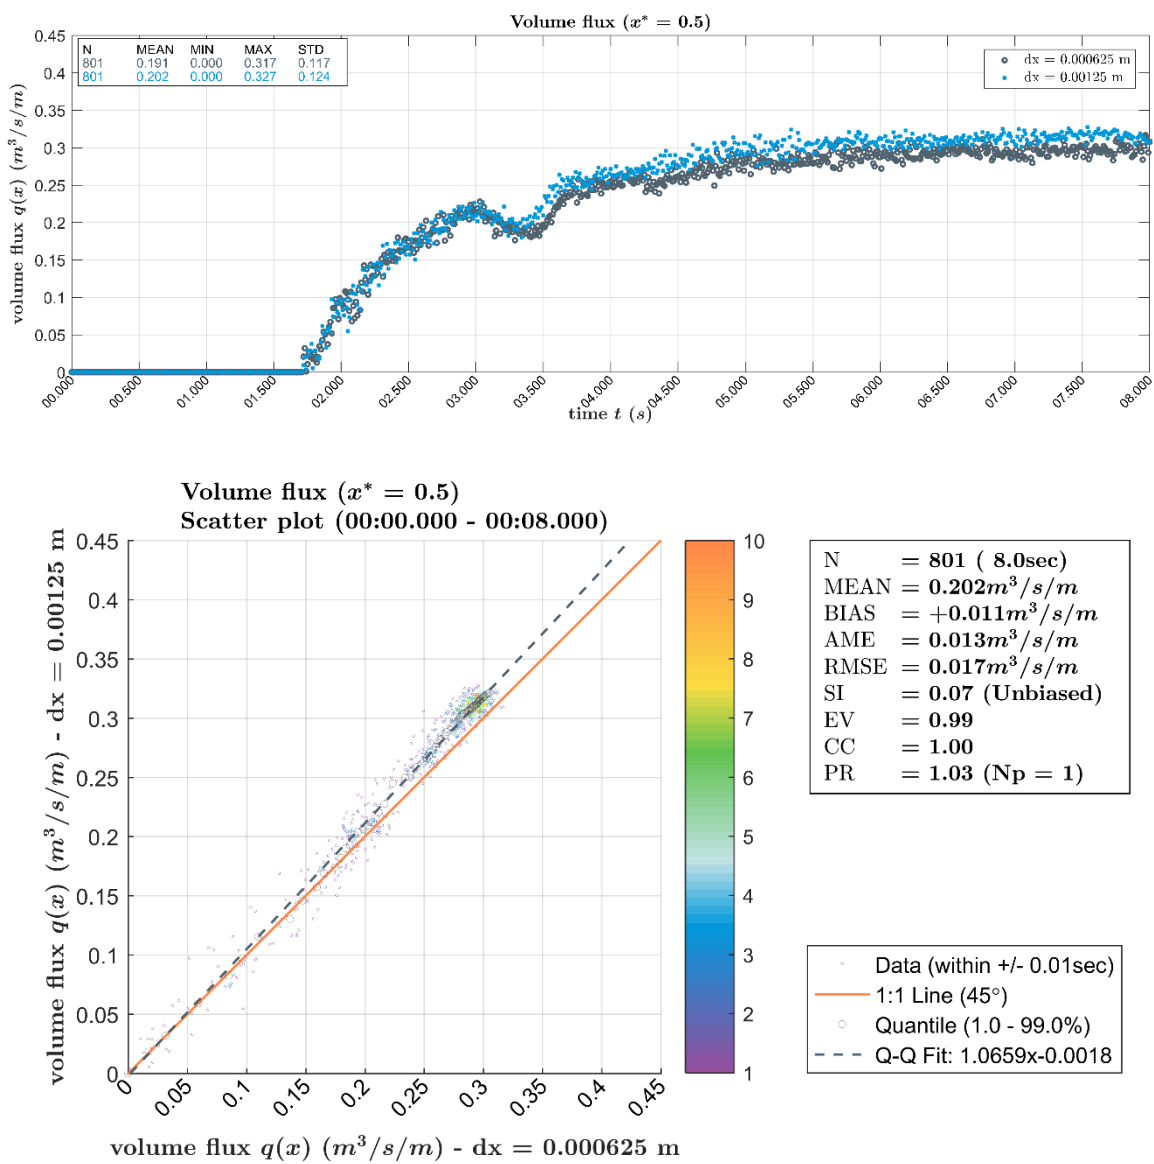 Volume flux (x* = 0.5)
N MEAN MIN MAX STD
801 0.191 0.000 0.317 0.117
801 0.202 0.000 0.327 0.124
dx = 0.000625 m
dx = 0.00125 m
volume flux q(x) (m³/s/m)
0.45
0.4
0.35
0.3
0.25
0.2
0.15
0.1
0.05
0
00.000 00.500 01.000 01.500 02.000 02.500 03.000 03.500 04.000 04.500 05.000 05.500 06.000 06.500 07.000 07.500 08.000
time t (s)
Volume flux (x* = 0.5)
Scatter plot (00:00.000 - 00:08.000)
volume flux q(x) (m³/s/m) - dx = 0.00125 m
0.45
0.4
0.35
0.3
0.25
0.2
0.15
0.1
0.05
0
0 0.05 0.1 0.15 0.2 0.25 0.3 0.35 0.4 0.45
volume flux q(x) (m³/s/m) - dx = 0.000625 m
10
9
8
7
6
5
4
3
2
1
N = 801 ( 8.0sec)
MEAN = 0.202m³/s/m
BIAS = +0.011m³/s/m
AME = 0.013m³/s/m
RMSE = 0.017m³/s/m
SI = 0.07 (Unbiased)
EV = 0.99
CC = 1.00
PR = 1.03 (Np = 1)
Data (within +/- 0.01sec)
1:1 Line (45°)
Quantile (1.0 - 99.0%)
Q-Q Fit: 1.0659x-0.0018